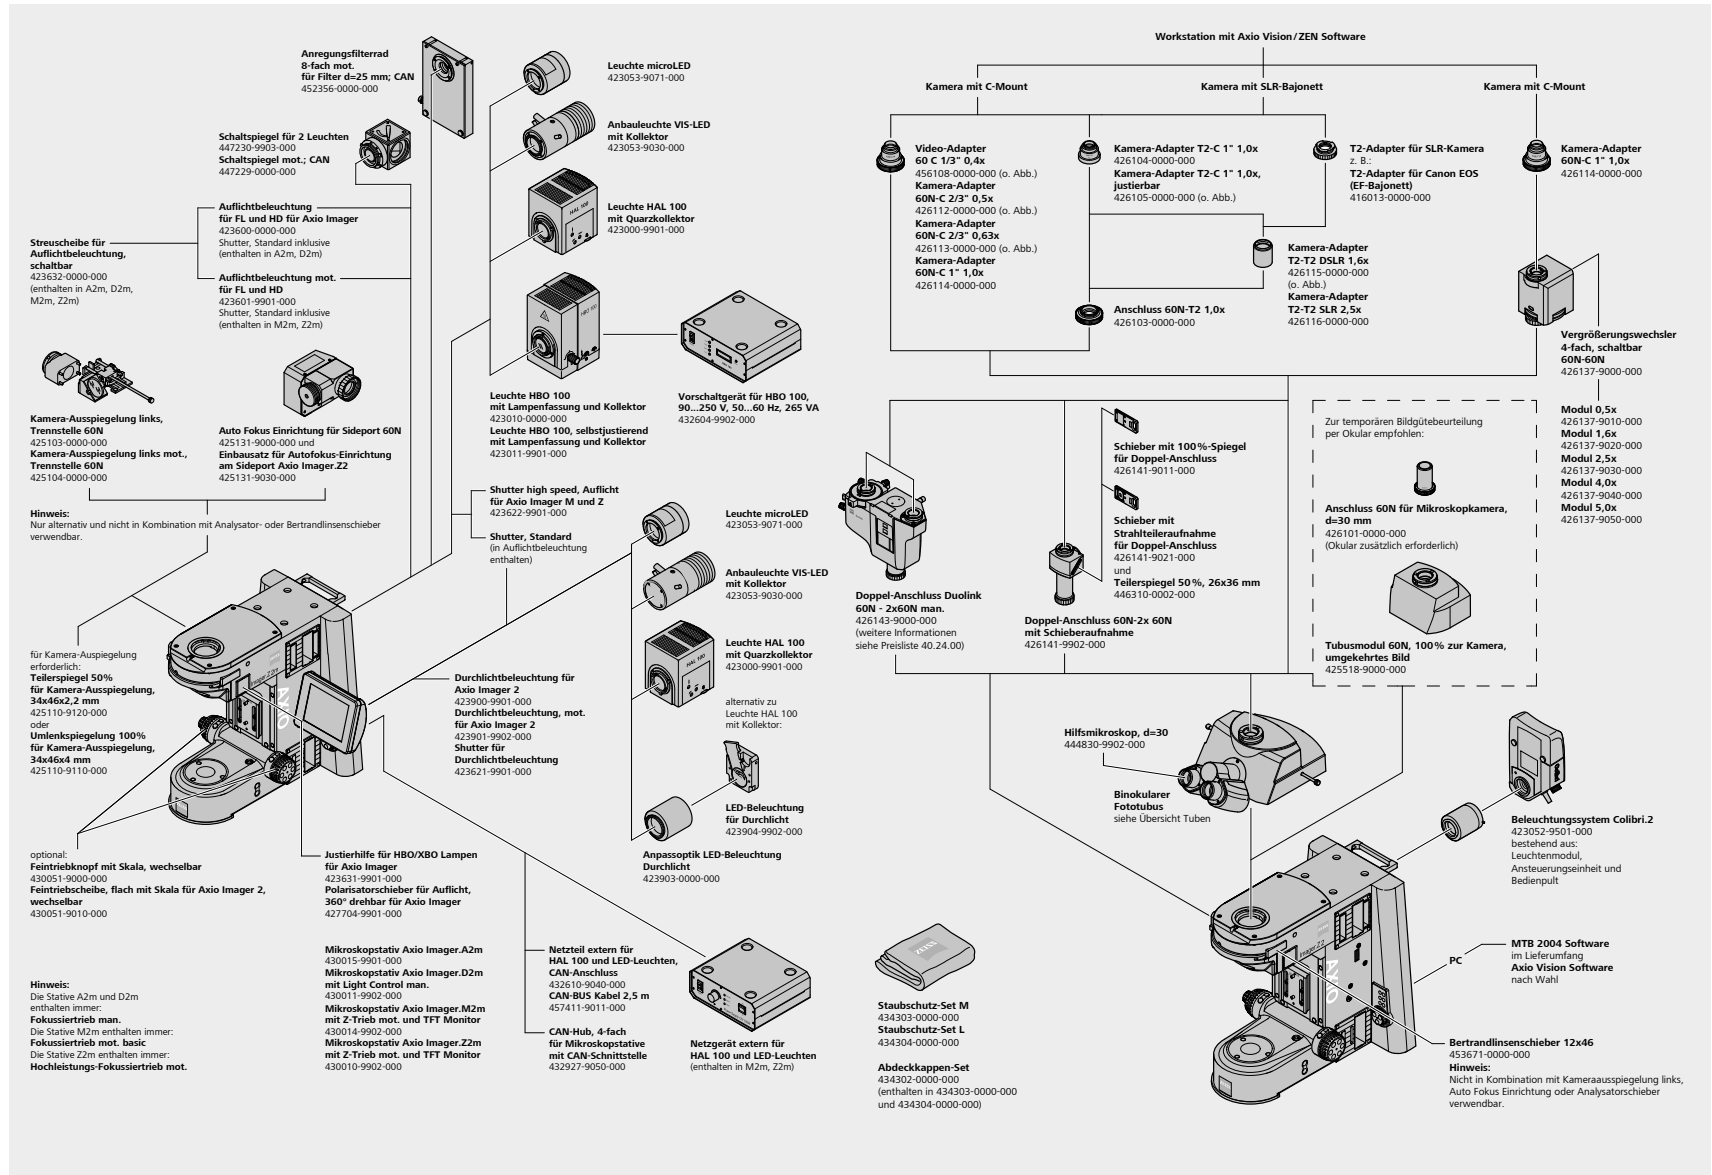 Anregungsfilterrad
8-fach mot.
für Filter d=25 mm; CAN
452356-0000-000
Schaltspiegel für 2 Leuchten
447230-9903-000
Schaltspiegel mot.; CAN
447229-0000-000
Auflichtbeleuchtung
für FL und HD für Axio Imager
423600-0000-000
Shutter, Standard inklusive
(enthalten in A2m, D2m)
Streuscheibe für
Auflichtbeleuchtung,
schaltbar
423632-0000-000
(enthalten in A2m, D2m,
M2m, Z2m)
Auflichtbeleuchtung mot.
für FL und HD
423601-9901-000
Shutter, Standard inklusive
(enthalten in M2m, Z2m)
Kamera-Ausspiegelung links,
Trennstelle 60N
425103-0000-000
Kamera-Ausspiegelung links mot.,
Trennstelle 60N
425104-0000-000
Auto Fokus Einrichtung für Sideport 60N
425131-9000-000 und
Einbausatz für Autofokus-Einrichtung
am Sideport Axio Imager.Z2
425131-9030-000
Hinweis:
Nur alternativ und nicht in Kombination mit Analysator- oder Bertrandlinsenschieber
verwendbar.
Leuchte microLED
423053-9071-000
Anbauleuchte VIS-LED
mit Kollektor
423053-9030-000
HAL 100
Leuchte HAL 100
mit Quarzkollektor
423000-9901-000
HBO 100
Leuchte HBO 100
mit Lampenfassung und Kollektor
423010-0000-000
Leuchte HBO 100, selbstjustierend
mit Lampenfassung und Kollektor
423011-9901-000
Vorschaltgerät für HBO 100,
90...250 V, 50...60 Hz, 265 VA
432604-9902-000
Shutter high speed, Auflicht
für Axio Imager M und Z
423622-9901-000
Shutter, Standard
(in Auflichtbeleuchtung
enthalten)
Leuchte microLED
423053-9071-000
Anbauleuchte VIS-LED
mit Kollektor
423053-9030-000
HAL 100
Leuchte HAL 100
mit Quarzkollektor
423000-9901-000
alternativ zu
Leuchte HAL 100
mit Kollektor:
LED-Beleuchtung
für Durchlicht
423904-9902-000
Anpassoptik LED-Beleuchtung
Durchlicht
423903-0000-000
Durchlichtbeleuchtung für
Axio Imager 2
423900-9901-000
Durchlichtbeleuchtung, mot.
für Axio Imager 2
423901-9902-000
Shutter für
Durchlichtbeleuchtung
423621-9901-000
für Kamera-Auspiegelung
erforderlich:
Teilerspiegel 50%
für Kamera-Ausspiegelung,
34x46x2,2 mm
425110-9120-000
oder
Umlenkspiegelung 100%
für Kamera-Ausspiegelung,
34x46x4 mm
425110-9110-000
Imager Z2m
AXIO
optional:
Feintriebknopf mit Skala, wechselbar
430051-9000-000
Feintriebscheibe, flach mit Skala für Axio Imager 2,
wechselbar
430051-9010-000
Justierhilfe für HBO/XBO Lampen
für Axio Imager
423631-9901-000
Polarisatorschieber für Auflicht,
360° drehbar für Axio Imager
427704-9901-000
Mikroskopstativ Axio Imager.A2m
430015-9901-000
Mikroskopstativ Axio Imager.D2m
mit Light Control man.
430011-9902-000
Mikroskopstativ Axio Imager.M2m
mit Z-Trieb mot. und TFT Monitor
430014-9902-000
Mikroskopstativ Axio Imager.Z2m
mit Z-Trieb mot. und TFT Monitor
430010-9902-000
Hinweis:
Die Stative A2m und D2m
enthalten immer:
Fokussiertrieb man.
Die Stative M2m enthalten immer:
Fokussiertrieb mot. basic
Die Stative Z2m enthalten immer:
Hochleistungs-Fokussiertrieb mot.
Netzteil extern für
HAL 100 und LED-Leuchten,
CAN-Anschluss
432610-9040-000
CAN-BUS Kabel 2,5 m
457411-9011-000
CAN-Hub, 4-fach
für Mikroskopstative
mit CAN-Schnittstelle
432927-9050-000
Netzgerät extern für
HAL 100 und LED-Leuchten
(enthalten in M2m, Z2m)
Workstation mit Axio Vision/ZEN Software
Kamera mit C-Mount
Kamera mit SLR-Bajonett
Kamera mit C-Mount
Video-Adapter
60 C 1/3" 0,4x
456108-0000-000 (o. Abb.)
Kamera-Adapter
60N-C 2/3" 0,5x
426112-0000-000 (o. Abb.)
Kamera-Adapter
60N-C 2/3" 0,63x
426113-0000-000 (o. Abb.)
Kamera-Adapter
60N-C 1" 1,0x
426114-0000-000
Kamera-Adapter T2-C 1" 1,0x
426104-0000-000
Kamera-Adapter T2-C 1" 1,0x,
justierbar
426105-0000-000 (o. Abb.)
T2-Adapter für SLR-Kamera
z. B.:
T2-Adapter für Canon EOS
(EF-Bajonett)
416013-0000-000
Kamera-Adapter
60N-C 1" 1,0x
426114-0000-000
Kamera-Adapter
T2-T2 DSLR 1,6x
426115-0000-000
(o. Abb.)
Kamera-Adapter
T2-T2 SLR 2,5x
426116-0000-000
Anschluss 60N-T2 1,0x
426103-0000-000
Vergrößerungswechsler
4-fach, schaltbar
60N-60N
426137-9000-000
Modul 0,5x
426137-9010-000
Modul 1,6x
426137-9020-000
Modul 2,5x
426137-9030-000
Modul 4,0x
426137-9040-000
Modul 5,0x
426137-9050-000
Schieber mit 100%-Spiegel
für Doppel-Anschluss
426141-9011-000
Schieber mit
Strahlteileraufnahme
für Doppel-Anschluss
426141-9021-000
und
Teilerspiegel 50%, 26x36 mm
446310-0002-000
Doppel-Anschluss Duolink
60N - 2x60N man.
426143-9000-000
(weitere Informationen
siehe Preisliste 40.24.00)
Doppel-Anschluss 60N-2x 60N
mit Schieberaufnahme
426141-9902-000
Zur temporären Bildgütebeurteilung
per Okular empfohlen:
Anschluss 60N für Mikroskopkamera,
d=30 mm
426101-0000-000
(Okular zusätzlich erforderlich)
Tubusmodul 60N, 100% zur Kamera,
umgekehrtes Bild
425518-9000-000
Hilfsmikroskop, d=30
444830-9902-000
Binokularer
Fototubus
siehe Übersicht Tuben
Beleuchtungssystem Colibri.2
423052-9501-000
bestehend aus:
Leuchtenmodul,
Ansteuerungseinheit und
Bedienpult
ZEISS
Staubschutz-Set M
434303-0000-000
Staubschutz-Set L
434304-0000-000
Abdeckkappen-Set
434302-0000-000
(enthalten in 434303-0000-000
und 434304-0000-000)
Imager Z2
AXIO
PC
MTB 2004 Software
im Lieferumfang
Axio Vision Software
nach Wahl
Bertrandlinsenschieber 12x46
453671-0000-000
Hinweis:
Nicht in Kombination mit Kameraausspiegelung links,
Auto Fokus Einrichtung oder Analysatorschieber
verwendbar.